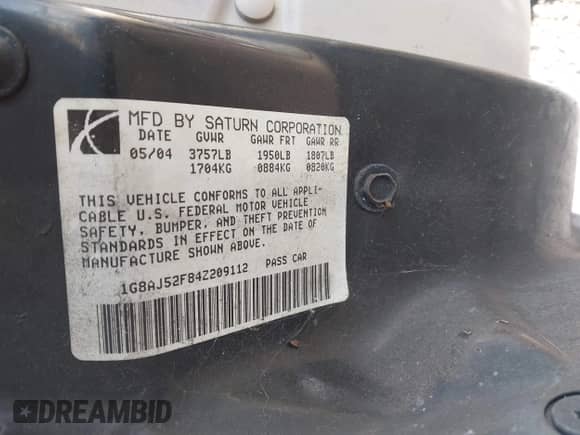 MFD BY SATURN CORPORATION
DATE GVWR GAWR FRT GAWR RR
05/04 3757LB 1950LB 1807LB
1704KG 0884KG 0820KG
THIS VEHICLE CONFORMS TO ALL APPLI-
CABLE U.S. FEDERAL MOTOR VEHICLE
SAFETY, BUMPER, AND THEFT PREVENTION
STANDARDS IN EFFECT ON THE DATE OF
MANUFACTURE SHOWN ABOVE.
1G8AJ52F84Z209112 PASS CAR
DREAMBID